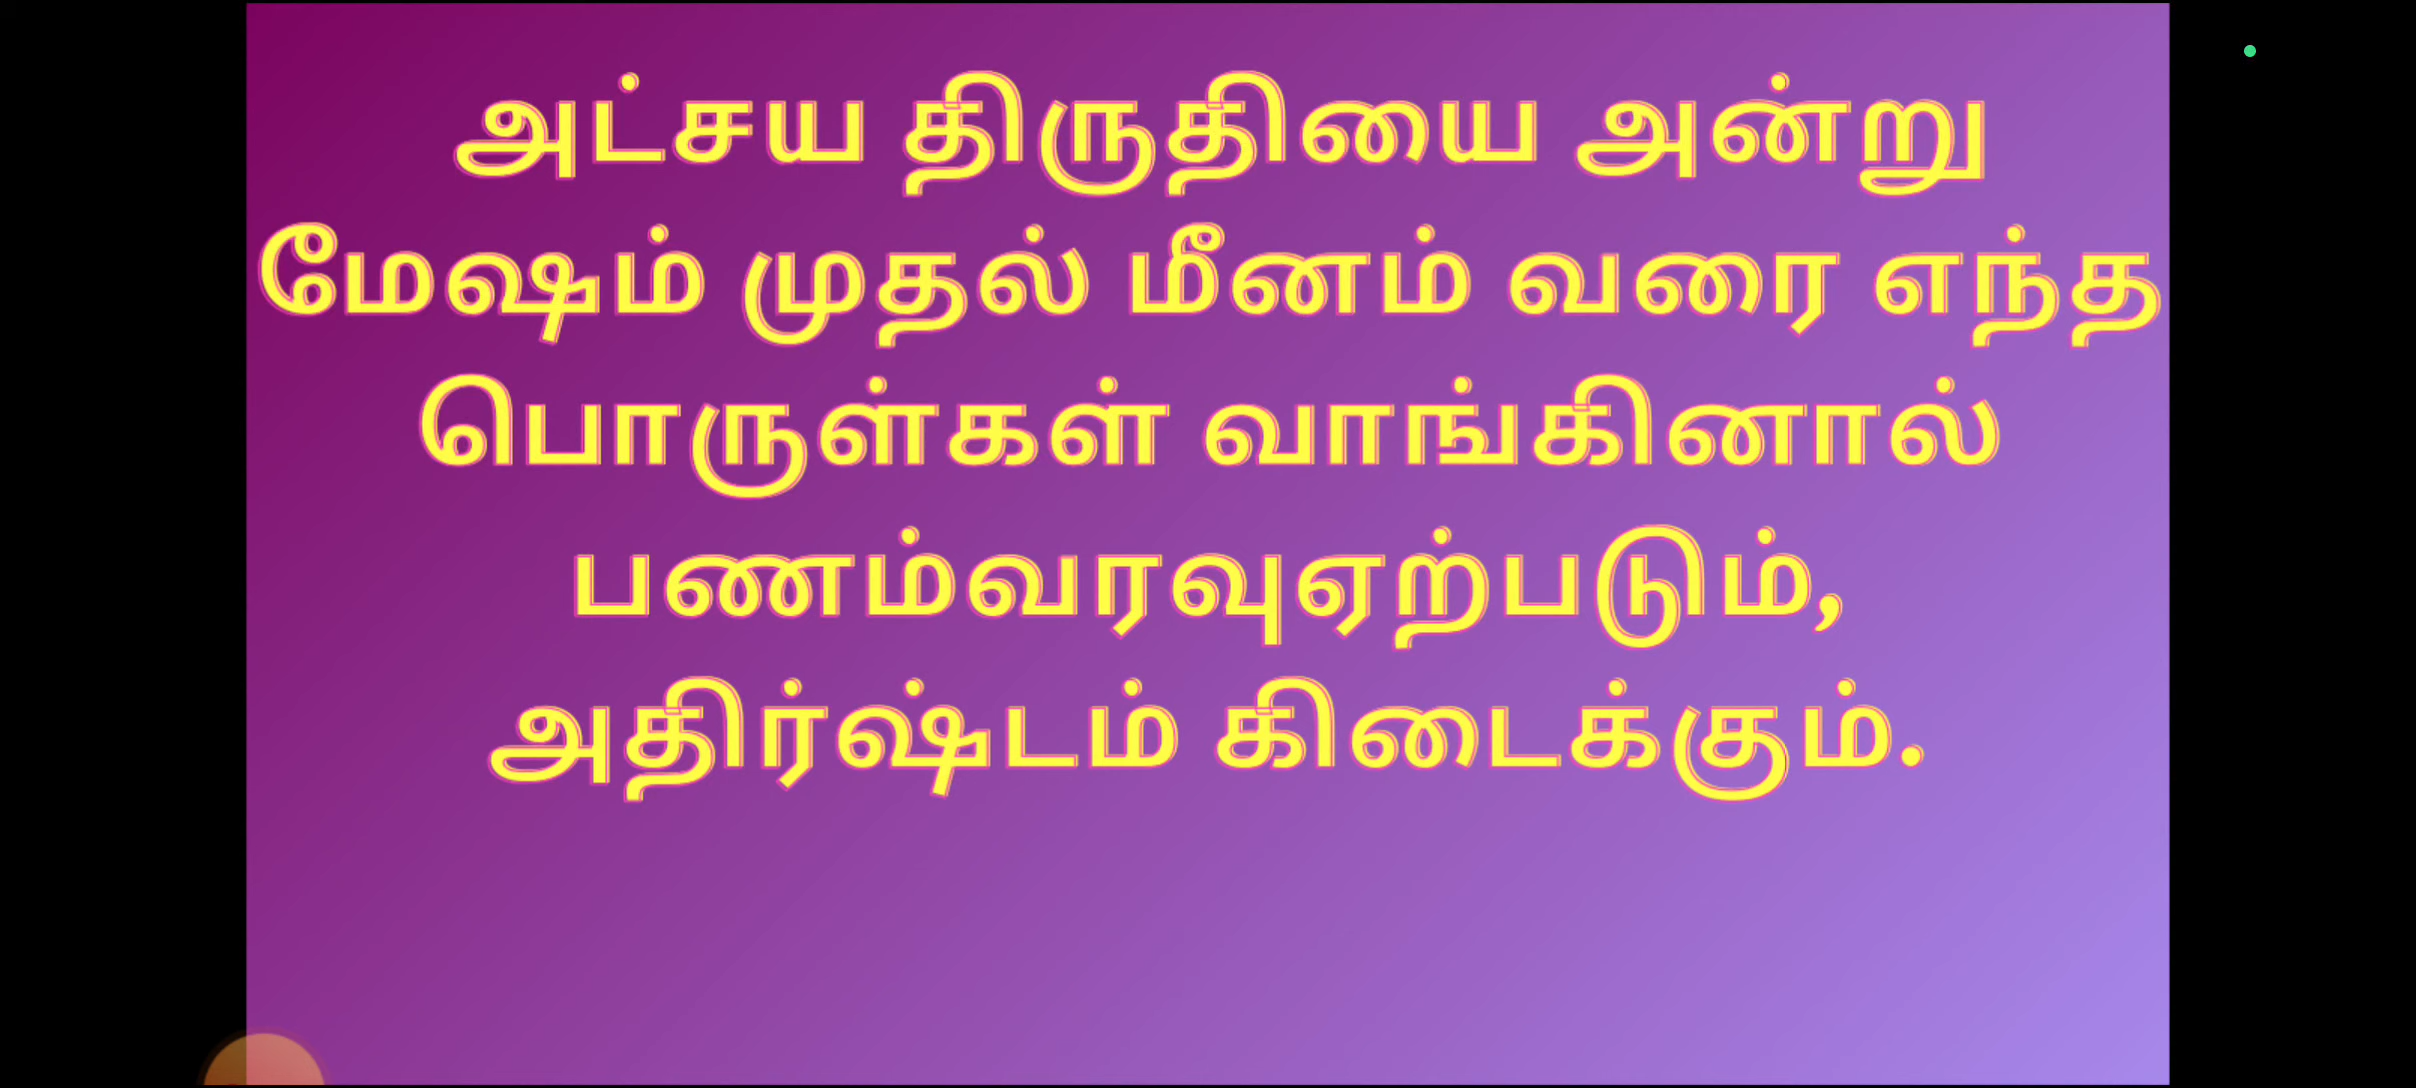 அட்சய திருதியை அன்று
மேஷம் முதல் மீனம் வரை எந்த
பொருள்கள் வாங்கினால்
பணம்வரவுஏற்படும்,
அதிர்ஷ்டம் கிடைக்கும்.